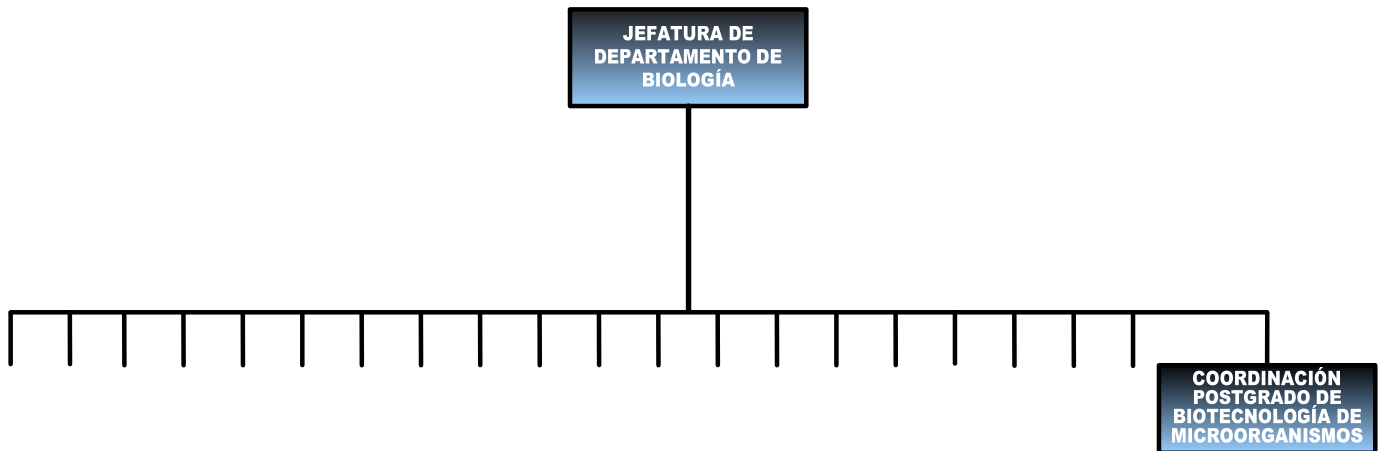 JEFATURA DE
DEPARTAMENTO DE
BIOLOGÍA
COORDINACIÓN
POSTGRADO DE
BIOTECNOLOGÍA DE
MICROORGANISMOS